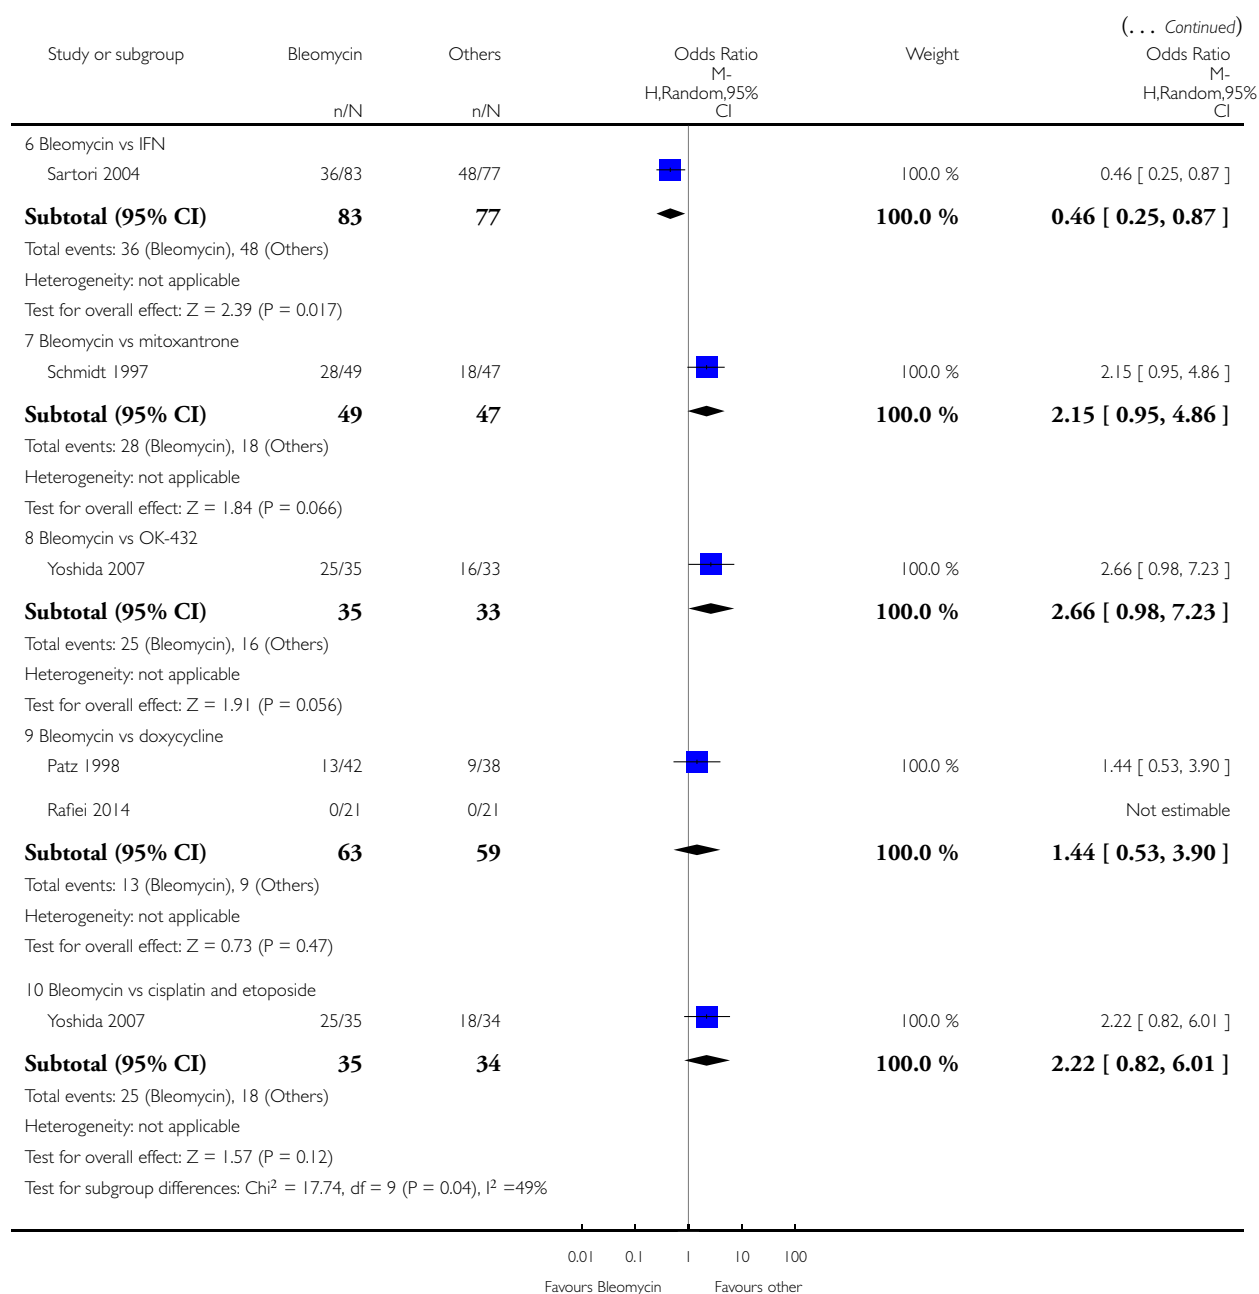 (... Continued)
Study or subgroup Bleomycin Others Odds Ratio Weight Odds Ratio
M- M-
H,Random,95% H,Random,95%
n/N n/N CI CI
6 Bleomycin vs IFN
Sartori 2004 36/83 48/77 100.0 % 0.46 [ 0.25, 0.87 ]
Subtotal (95% CI) 83 77 100.0 % 0.46 [ 0.25, 0.87 ]
Total events: 36 (Bleomycin), 48 (Others)
Heterogeneity: not applicable
Test for overall effect: Z = 2.39 (P = 0.017)
7 Bleomycin vs mitoxantrone
Schmidt 1997 28/49 18/47 100.0 % 2.15 [ 0.95, 4.86 ]
Subtotal (95% CI) 49 47 100.0 % 2.15 [ 0.95, 4.86 ]
Total events: 28 (Bleomycin), 18 (Others)
Heterogeneity: not applicable
Test for overall effect: Z = 1.84 (P = 0.066)
8 Bleomycin vs OK-432
Yoshida 2007 25/35 16/33 100.0 % 2.66 [ 0.98, 7.23 ]
Subtotal (95% CI) 35 33 100.0 % 2.66 [ 0.98, 7.23 ]
Total events: 25 (Bleomycin), 16 (Others)
Heterogeneity: not applicable
Test for overall effect: Z = 1.91 (P = 0.056)
9 Bleomycin vs doxycycline
Patz 1998 13/42 9/38 100.0 % 1.44 [ 0.53, 3.90 ]
Rafiei 2014 0/21 0/21 Not estimable
Subtotal (95% CI) 63 59 100.0 % 1.44 [ 0.53, 3.90 ]
Total events: 13 (Bleomycin), 9 (Others)
Heterogeneity: not applicable
Test for overall effect: Z = 0.73 (P = 0.47)
10 Bleomycin vs cisplatin and etoposide
Yoshida 2007 25/35 18/34 100.0 % 2.22 [ 0.82, 6.01 ]
Subtotal (95% CI) 35 34 100.0 % 2.22 [ 0.82, 6.01 ]
Total events: 25 (Bleomycin), 18 (Others)
Heterogeneity: not applicable
Test for overall effect: Z = 1.57 (P = 0.12)
Test for subgroup differences: Chi² = 17.74, df = 9 (P = 0.04), I² =49%
0.01 0.1 1 10 100
Favours Bleomycin Favours other